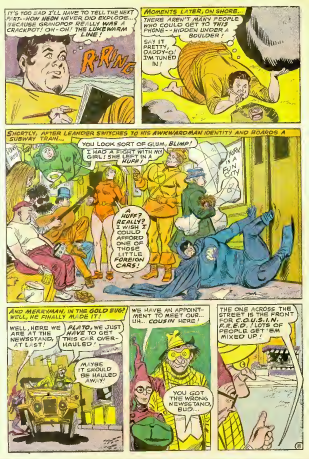 IT'S TOO BAD I'LL HAVE TO TELL THE NEXT
PART--HOW NEON NEVER DID EXPLODE...
BECAUSE GRANDPOP REALLY WAS A
CRACKPOT! OH-OH! THE LUKEWARM
LINE!
R-RRING
MOMENTS LATER, ON SHORE...
THERE AREN'T MANY PEOPLE
WHO COULD GET TO THIS
PHONE--HIDDEN UNDER A
BOULDER!
SAY IT
PRETTY,
DADDY-O!
I'M TUNED
IN!
SHORTLY, AFTER LEANDER SWITCHES TO HIS AWKWARDMAN IDENTITY AND BOARDS A
SUBWAY TRAIN...
YOU LOOK SORT OF GLUM, BLIMP!
I HAD A FIGHT WITH MY
GIRL! SHE LEFT IN A
HUFF!
A
HUFF?
REALLY?
I WISH I
COULD
AFFORD
ONE OF
THOSE
LITTLE
FOREIGN
CARS!
AND MERRYMAN, IN THE GOLD BUG?
WELL, HE FINALLY MADE IT!
WELL, HERE WE
ARE AT THE
NEWSSTAND,
AT LAST!
PLATO, WE JUST
HAVE TO GET
THIS CAR OVER-
HAULED!
MAYBE
IT SHOULD
BE HAULED
AWAY!
WE HAVE AN APPOINT-
MENT TO MEET OUR...
UH... COUSIN HERE!
YOU GOT
THE WRONG
NEWSSTAND,
BUD...
THE ONE ACROSS THE
STREET IS THE FRONT
FOR C.O.U.S.I.N.
F.R.E.D. LOTS OF
PEOPLE GET 'EM
MIXED UP!